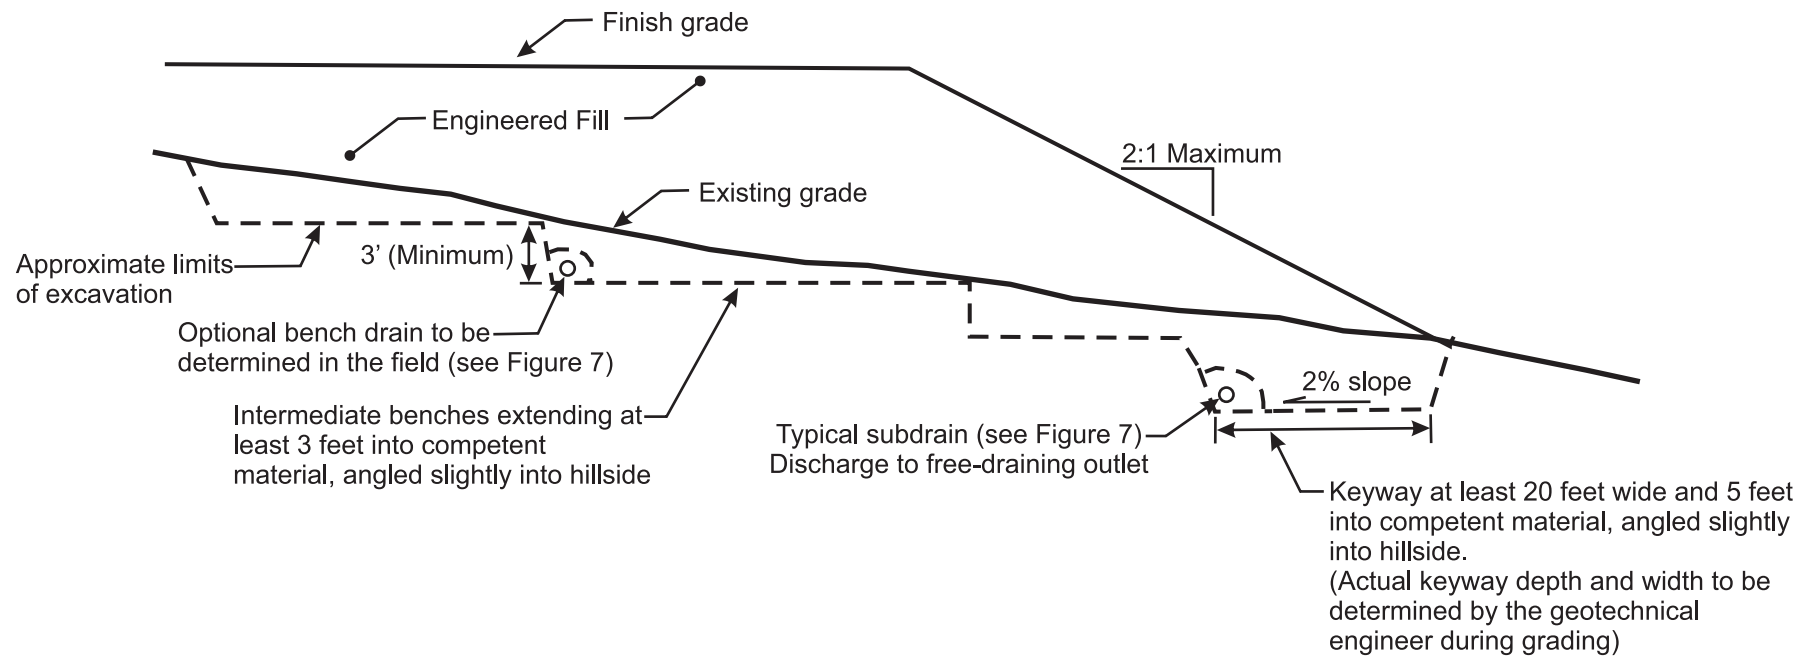 Finish grade
Engineered Fill
2:1 Maximum
Existing grade
3’ (Minimum)
Approximate limits
of excavation
Optional bench drain to be
determined in the field (see Figure 7)
2% slope
Intermediate benches extending at
least 3 feet into competent
material, angled slightly into hillside
Typical subdrain (see Figure 7)
Discharge to free-draining outlet
Keyway at least 20 feet wide and 5 feet
into competent material, angled slightly
into hillside.
(Actual keyway depth and width to be
determined by the geotechnical
engineer during grading)